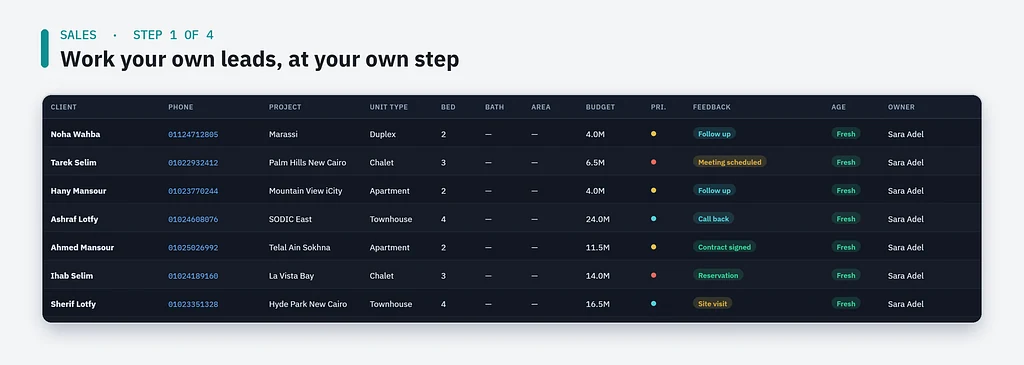 SALES · STEP 1 OF 4
Work your own leads, at your own step
CLIENT PHONE PROJECT UNIT TYPE BED BATH AREA BUDGET PRI. FEEDBACK AGE OWNER
Noha Wahba 01124712805 Marassi Duplex 2 — — 4.0M Follow up Fresh Sara Adel
Tarek Selim 01022932412 Palm Hills New Cairo Chalet 3 — — 6.5M Meeting scheduled Fresh Sara Adel
Hany Mansour 01023770244 Mountain View iCity Apartment 2 — — 4.0M Follow up Fresh Sara Adel
Ashraf Lotfy 01024608076 SODIC East Townhouse 4 — — 24.0M Call back Fresh Sara Adel
Ahmed Mansour 01025026992 Telal Ain Sokhna Apartment 2 — — 11.5M Contract signed Fresh Sara Adel
Ihab Selim 01024189160 La Vista Bay Chalet 3 — — 14.0M Reservation Fresh Sara Adel
Sherif Lotfy 01023351328 Hyde Park New Cairo Townhouse 4 — — 16.5M Site visit Fresh Sara Adel